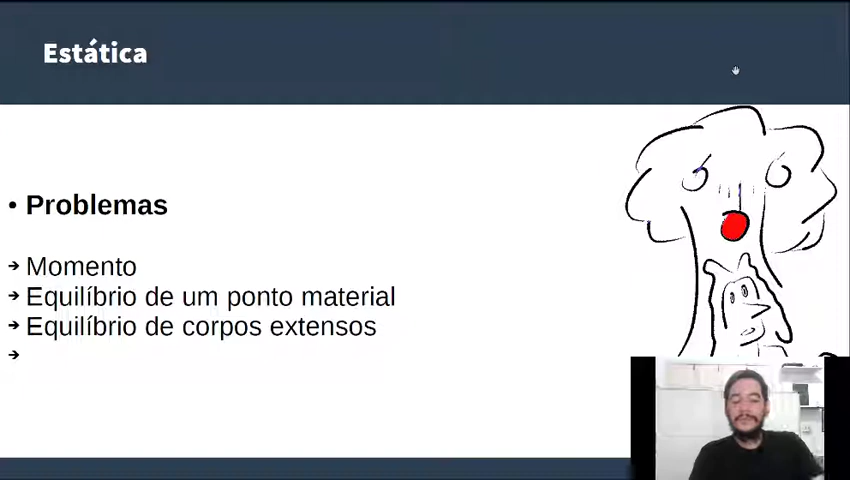 Estática
• Problemas
➔ Momento
➔ Equilíbrio de um ponto material
➔ Equilíbrio de corpos extensos
➔